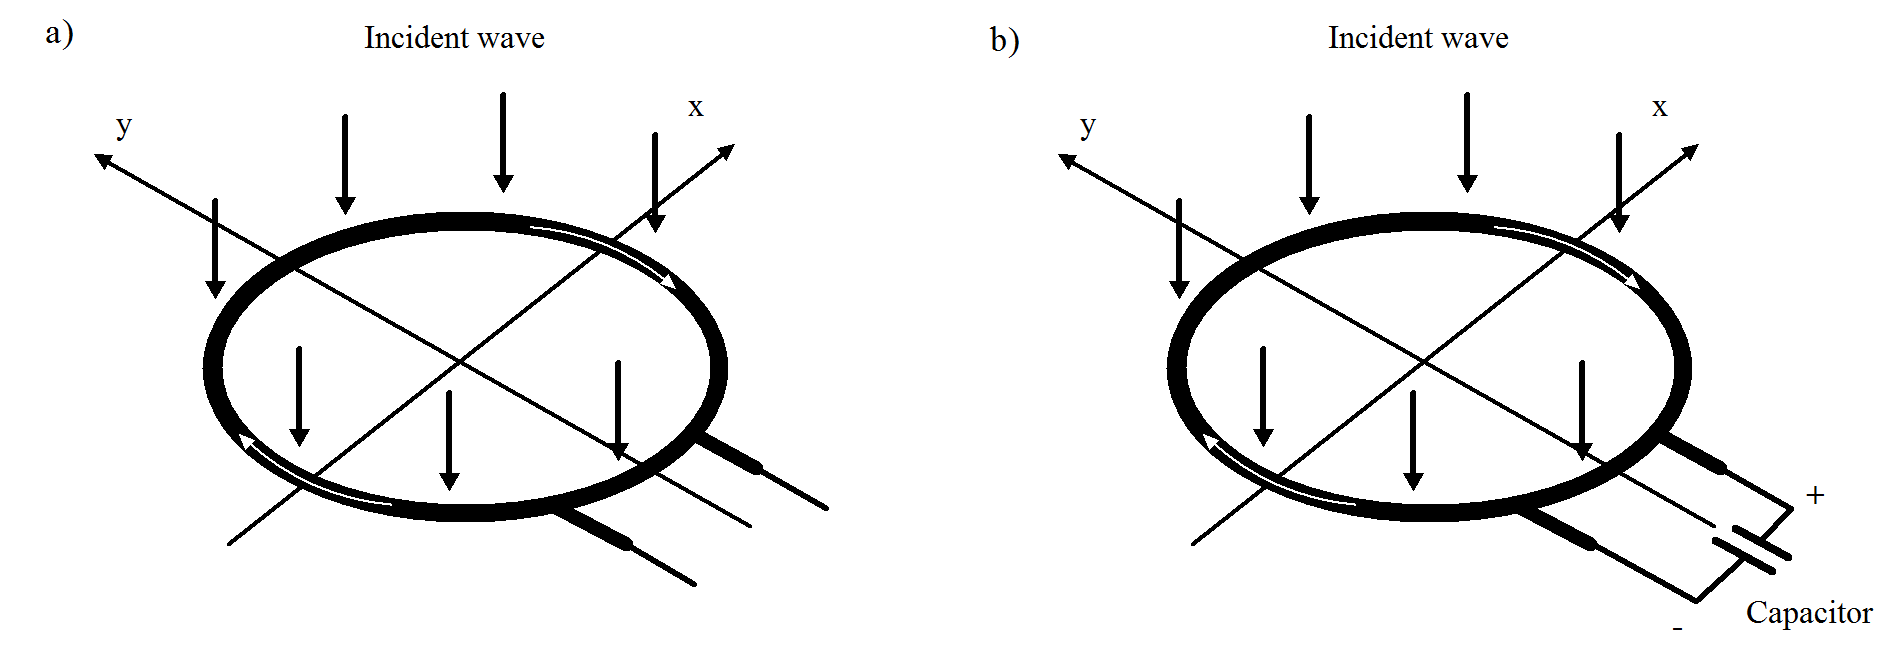 a)
Incident wave
y
x
b)
Incident wave
y
x
+
-
Capacitor